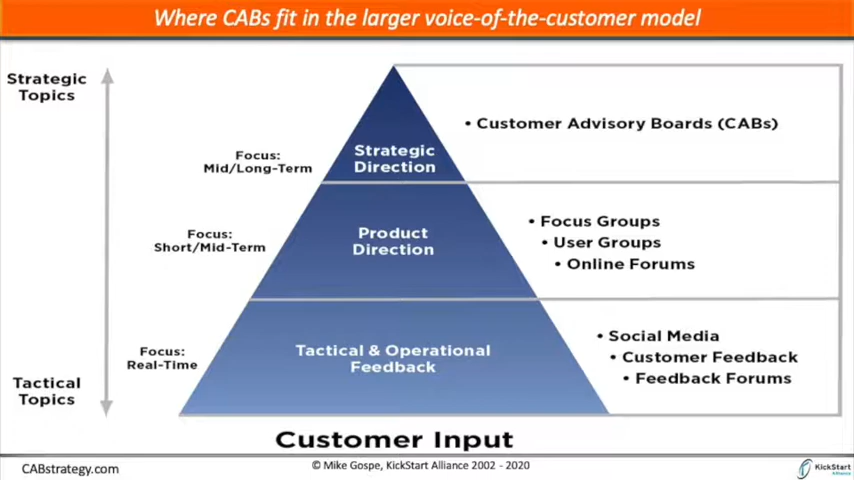 Where CABs fit in the larger voice-of-the-customer model
Strategic
Topics
Focus:
Mid/Long-Term
Strategic
Direction
• Customer Advisory Boards (CABs)
Focus:
Short/Mid-Term
Product
Direction
• Focus Groups
• User Groups
• Online Forums
Focus:
Real-Time
Tactical & Operational
Feedback
• Social Media
• Customer Feedback
• Feedback Forums
Tactical
Topics
Customer Input
CABstrategy.com
© Mike Gospe, KickStart Alliance 2002 - 2020
KickStart
Alliance